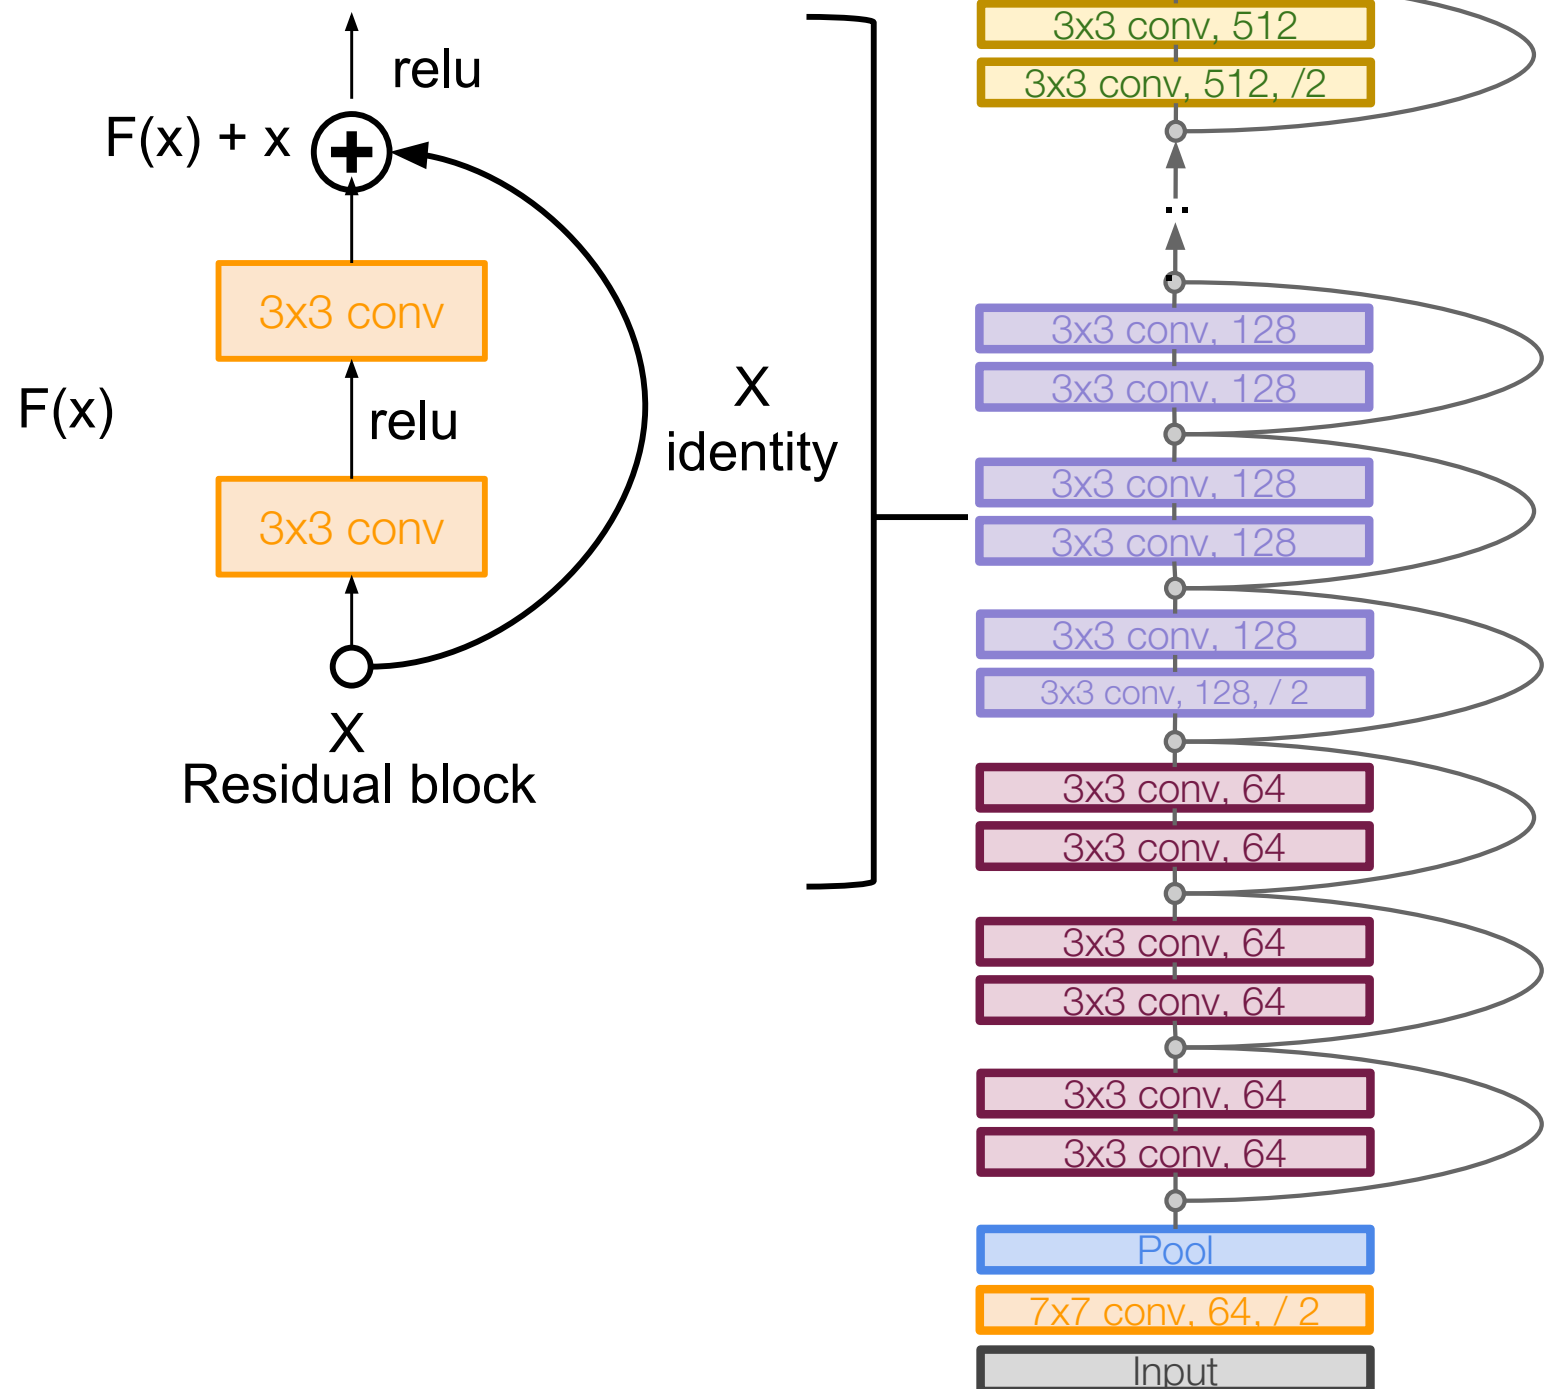 relu
F(x) + x
3x3 conv
F(x)
relu
X
identity
3x3 conv
X
Residual block
3x3 conv, 512
3x3 conv, 512, /2
..
.
3x3 conv, 128
3x3 conv, 128
3x3 conv, 128
3x3 conv, 128
3x3 conv, 128
3x3 conv, 128, / 2
3x3 conv, 64
3x3 conv, 64
3x3 conv, 64
3x3 conv, 64
3x3 conv, 64
3x3 conv, 64
Pool
7x7 conv, 64, / 2
Input